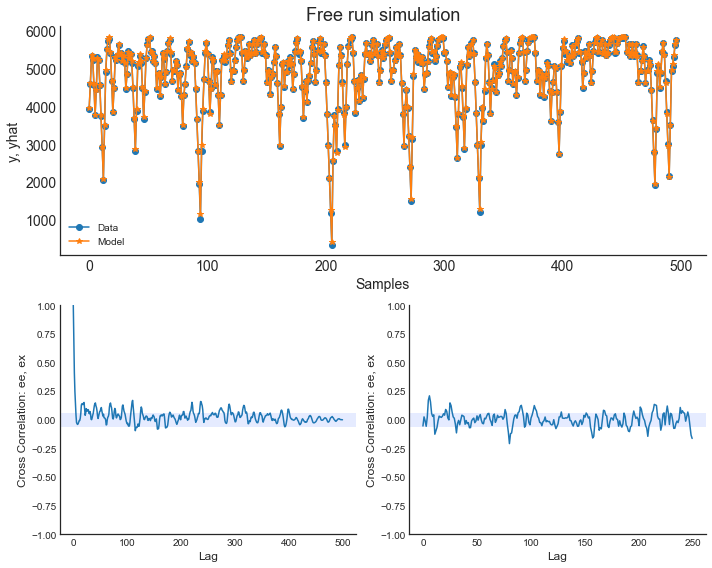 Free run simulation
y, yhat
6000
5000
4000
3000
2000
1000
Data
Model
0 100 200 300 400 500
Samples
Cross Correlation: ee, ex
1.00
0.75
0.50
0.25
0.00
−0.25
−0.50
−0.75
−1.00
0 100 200 300 400 500
Lag
Cross Correlation: ee, ex
1.00
0.75
0.50
0.25
0.00
−0.25
−0.50
−0.75
−1.00
0 50 100 150 200 250
Lag